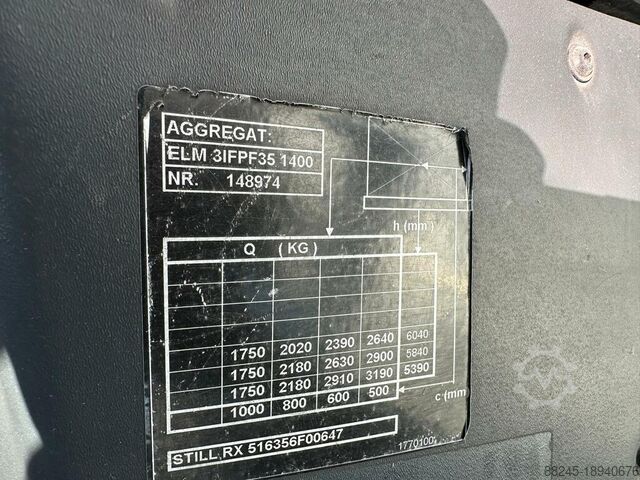 AGGREGAT:
ELM 3IFPF35 1400
NR. 148974
h (mm)
Q (KG)
1750 2020 2390 2640 6040
1750 2180 2630 2900 5840
1750 2180 2910 3190 5390
1000 800 600 500 c (mm)
STILL RX 516356F00647
1770100
88245-18940676